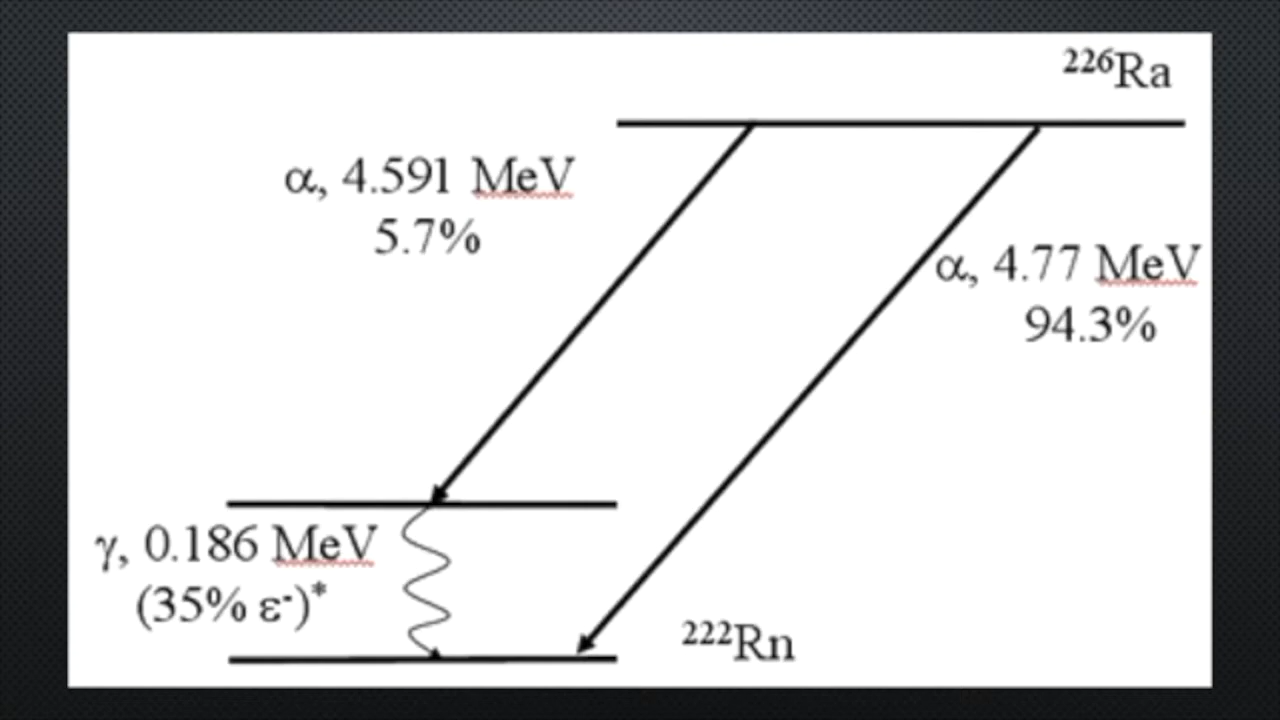 ²²⁶Ra
α, 4.591 MeV
5.7%
α, 4.77 MeV
94.3%
γ, 0.186 MeV
(35% ε⁻)*
²²²Rn